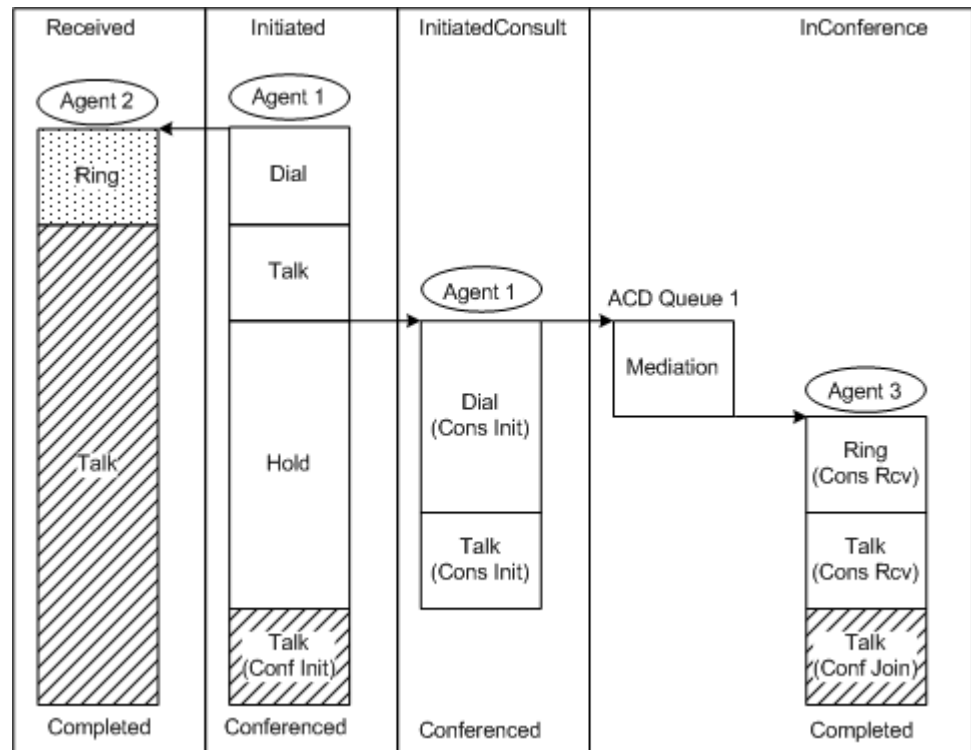 Received
Initiated
InitiatedConsult
InConference
Agent 2
Agent 1
Ring
Dial
Talk
Agent 1
ACD Queue 1
Mediation
Agent 3
Dial
(Cons Init)
Ring
(Cons Rcv)
Talk
Hold
Talk
(Cons Init)
Talk
(Cons Rcv)
Talk
(Conf Init)
Talk
(Conf Join)
Completed
Conferenced
Conferenced
Completed